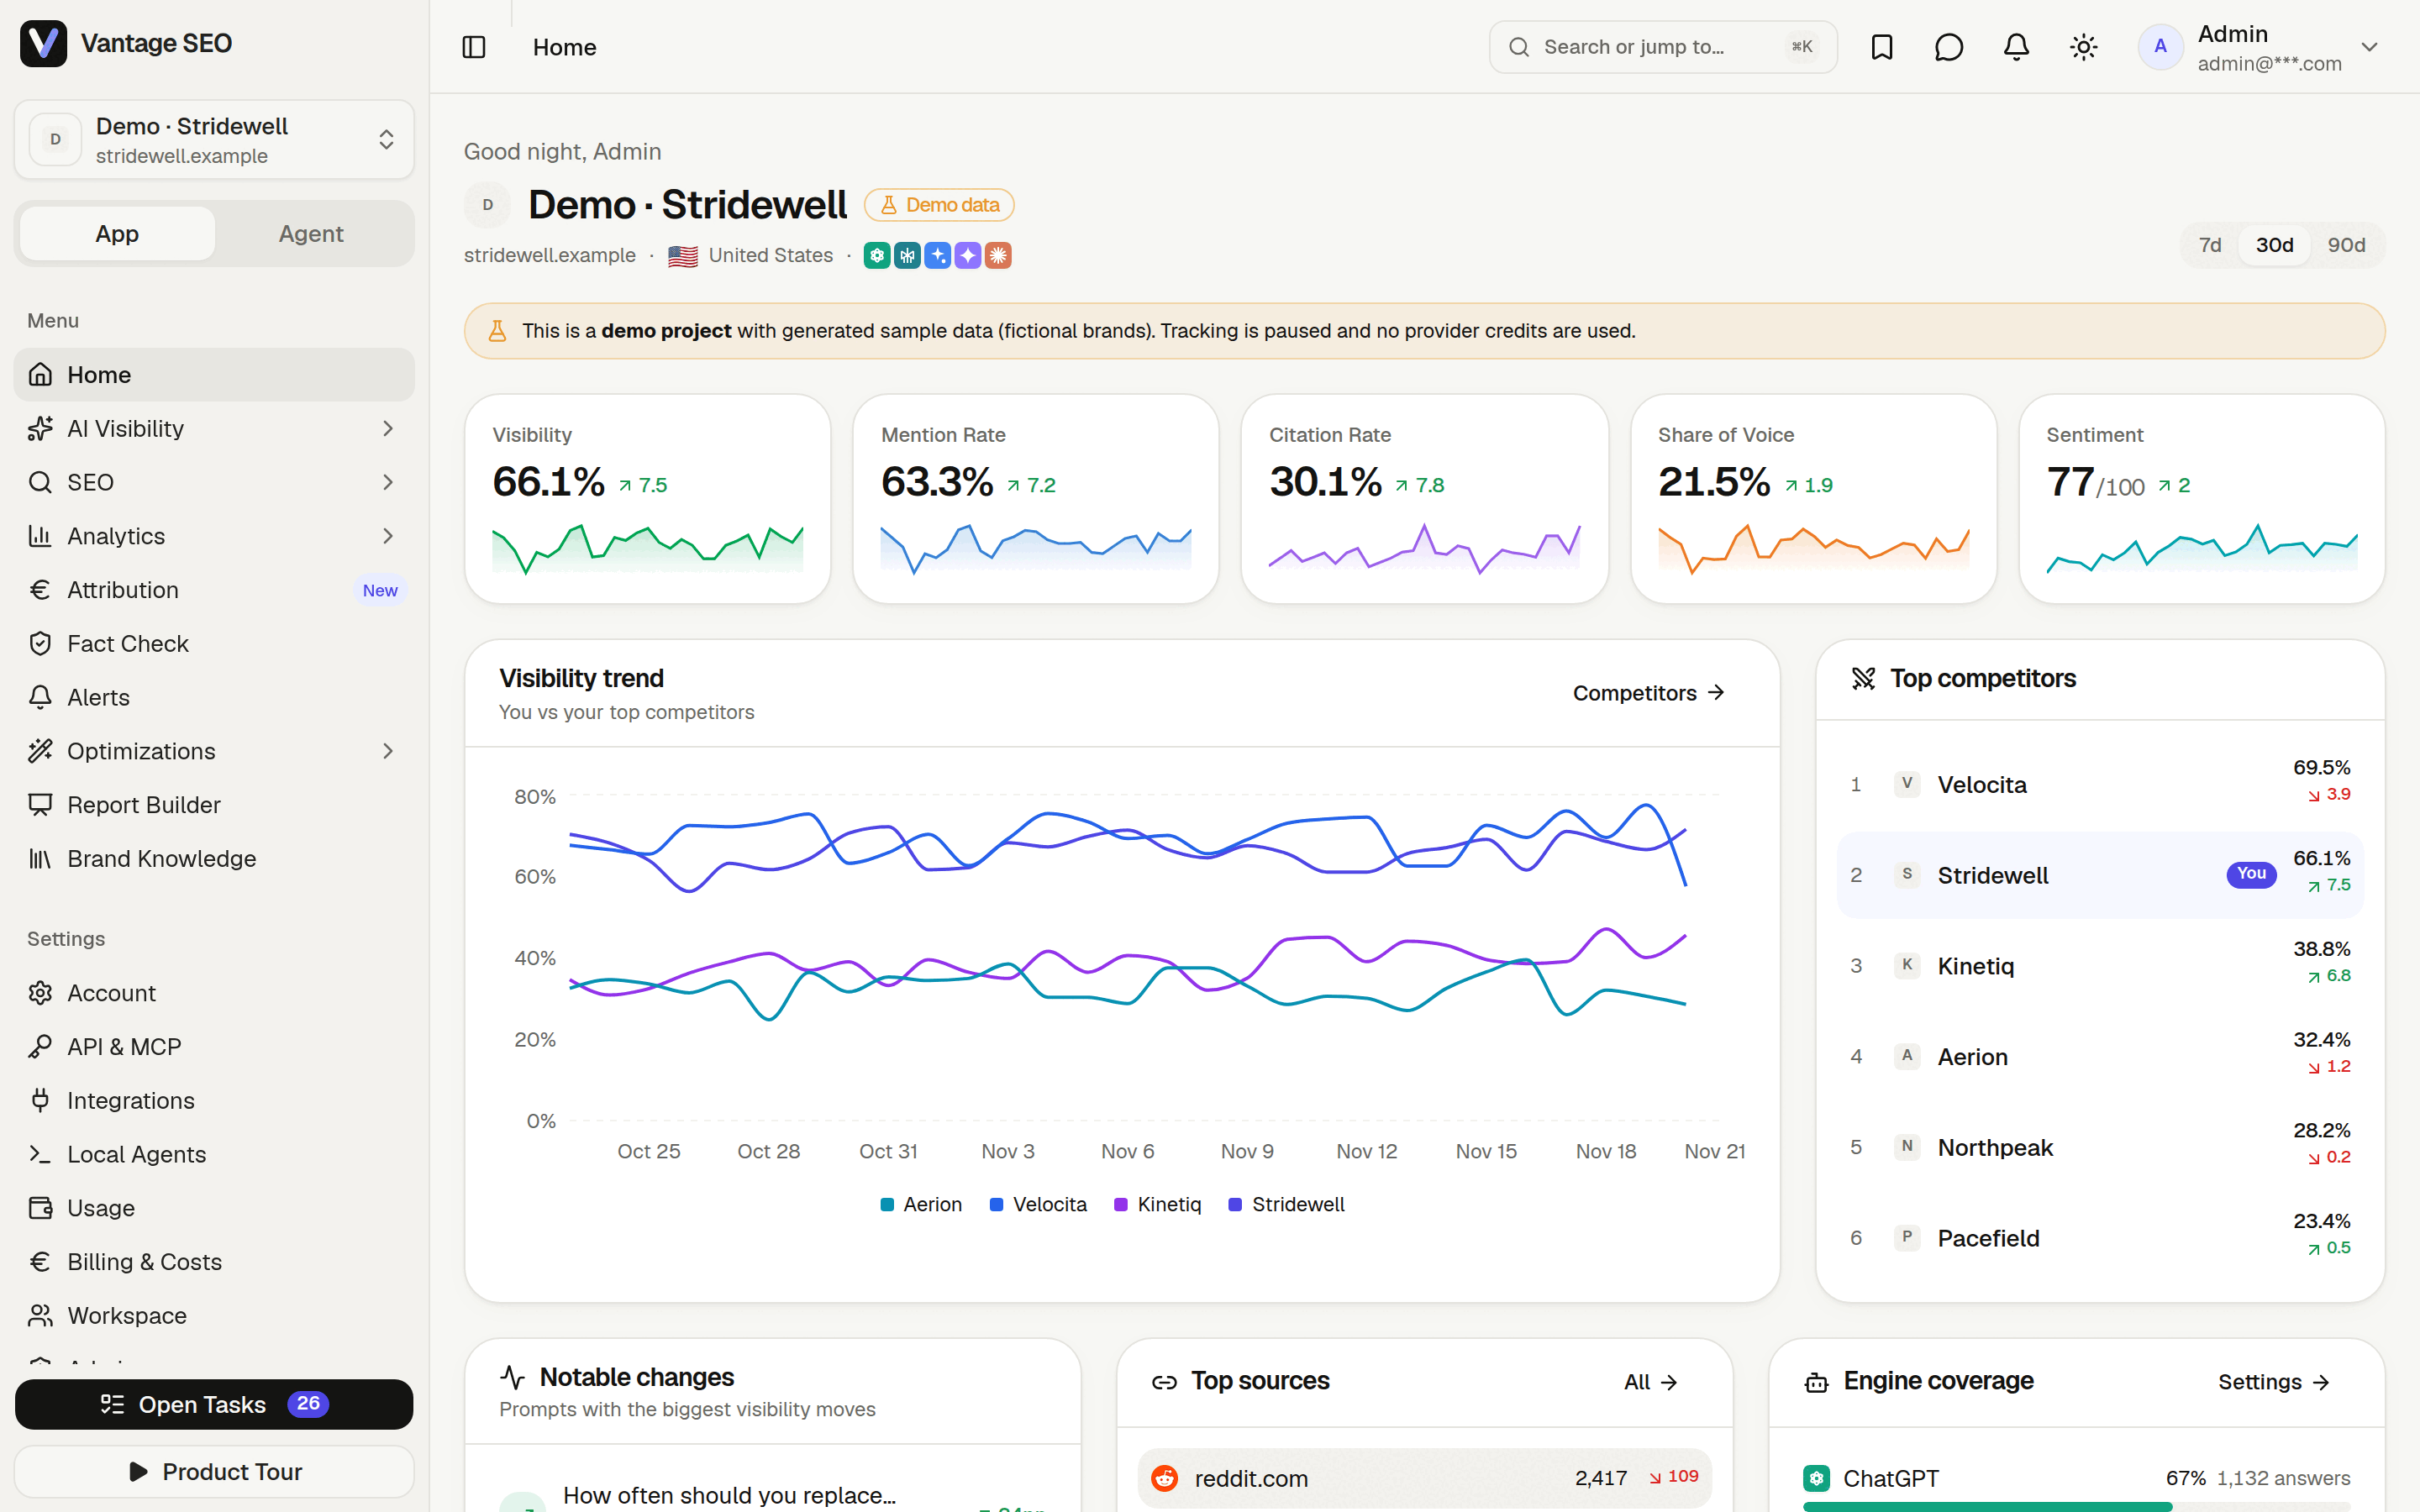 Vantage SEO
D
Demo · Stridewell
stridewell.example
App
Agent
Menu
Home
AI Visibility
SEO
Analytics
Attribution
New
Fact Check
Alerts
Optimizations
Report Builder
Brand Knowledge
Settings
Account
API & MCP
Integrations
Local Agents
Usage
Billing & Costs
Workspace
Open Tasks 26
Product Tour
Home
Search or jump to...
⌘K
A
Admin
admin@***.com
Good night, Admin
D
Demo · Stridewell
Demo data
stridewell.example · United States ·
7d 30d 90d
This is a demo project with generated sample data (fictional brands). Tracking is paused and no provider credits are used.
Visibility
66.1% 7.5
Mention Rate
63.3% 7.2
Citation Rate
30.1% 7.8
Share of Voice
21.5% 1.9
Sentiment
77/100 2
Visibility trend
You vs your top competitors
Competitors
80%
60%
40%
20%
0%
Oct 25 Oct 28 Oct 31 Nov 3 Nov 6 Nov 9 Nov 12 Nov 15 Nov 18 Nov 21
Aerion Velocita Kinetiq Stridewell
Top competitors
1 V Velocita 69.5%
3.9
2 S Stridewell You 66.1%
7.5
3 K Kinetiq 38.8%
6.8
4 A Aerion 32.4%
1.2
5 N Northpeak 28.2%
0.2
6 P Pacefield 23.4%
0.5
Notable changes
Prompts with the biggest visibility moves
How often should you replace...
Top sources
All
reddit.com 2,417 109
Engine coverage
Settings
ChatGPT 67% 1,132 answers